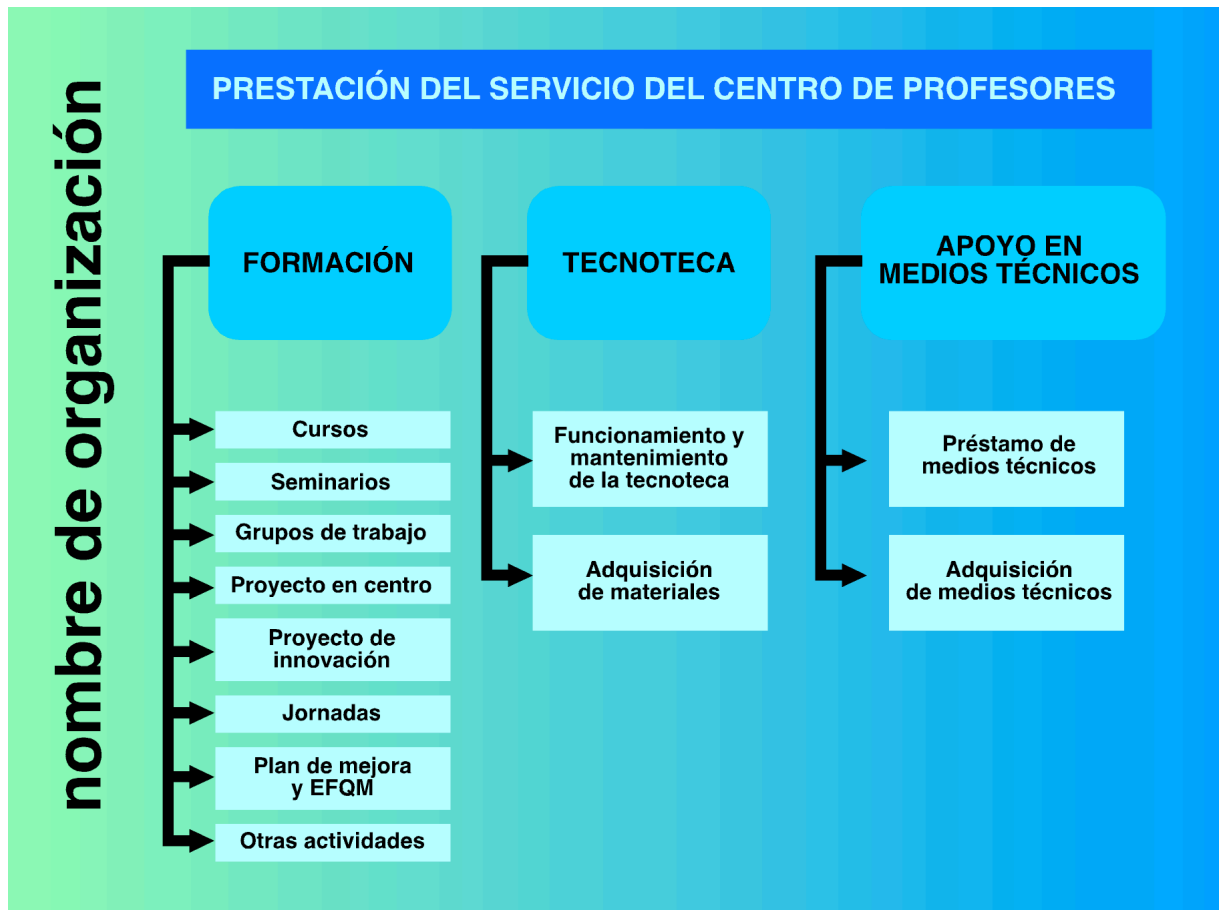 nombre de organización
PRESTACIÓN DEL SERVICIO DEL CENTRO DE PROFESORES
FORMACIÓN
Cursos
Seminarios
Grupos de trabajo
Proyecto en centro
Proyecto de
innovación
Jornadas
Plan de mejora
y EFQM
Otras actividades
TECNOTECA
Funcionamiento y
mantenimiento
de la tecnoteca
Adquisición
de materiales
APOYO EN
MEDIOS TÉCNICOS
Préstamo de
medios técnicos
Adquisición
de medios técnicos